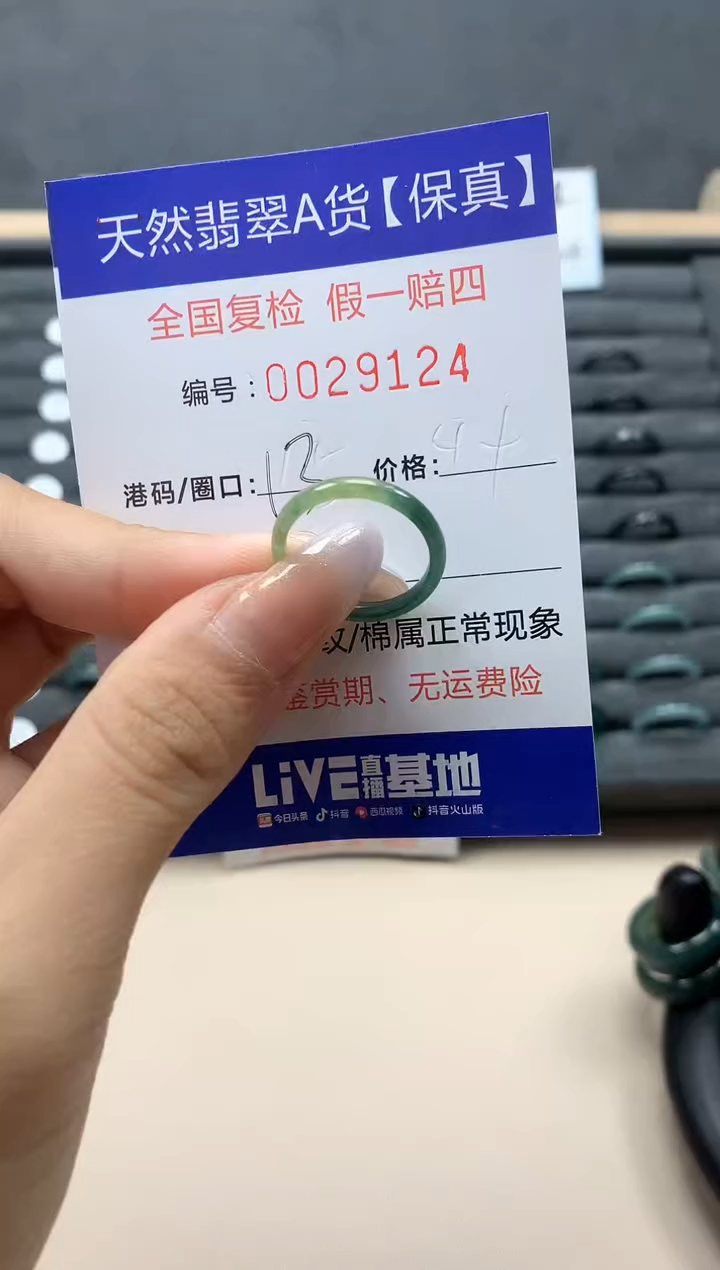 天然翡翠A货【保真】
全国复检 假一赔四
编号:0029124
港码/圈口:13 价格:
纹/棉属正常现象
鉴赏期、无运费险
LiVE直播基地
今日头条 抖音 西瓜视频 抖音火山版